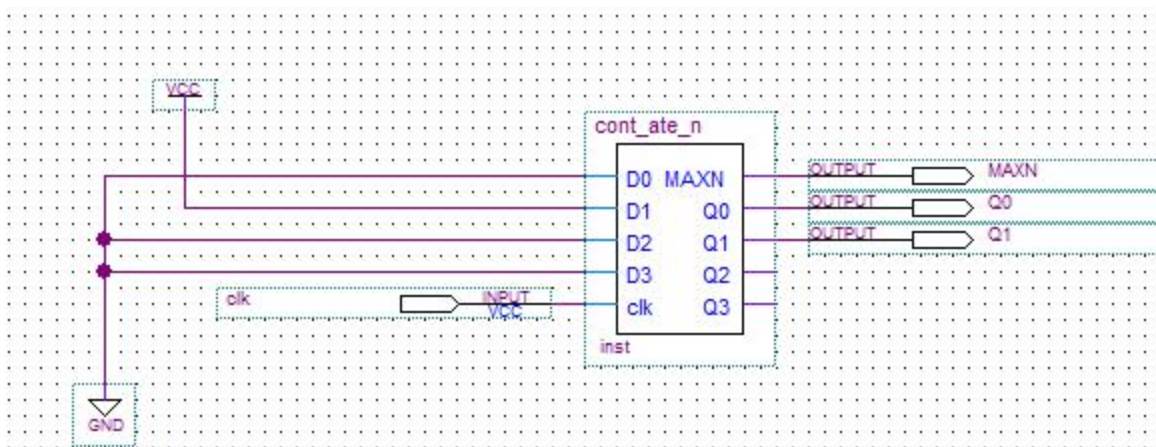 VCC
cont_ate_n
D0 MAXN
D1 Q0
D2 Q1
D3 Q2
clk Q3
inst
OUTPUT MAXN
OUTPUT Q0
OUTPUT Q1
clk INPUT
VCC
GND